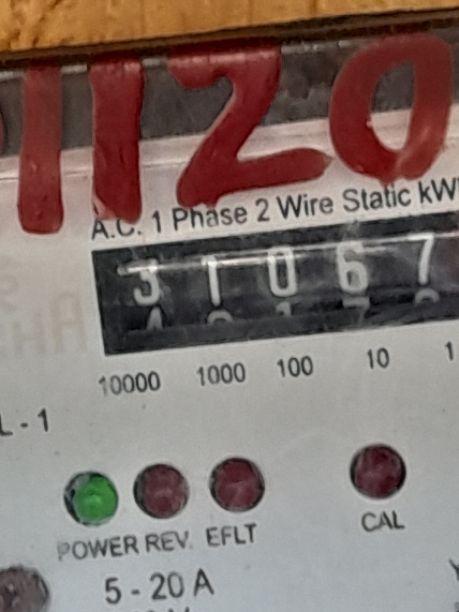 1120
A.C. 1 Phase 2 Wire Static kW
3 1 0 6 7
10000 1000 100 10 1
L - 1
POWER REV. EFLT CAL
5 - 20 A